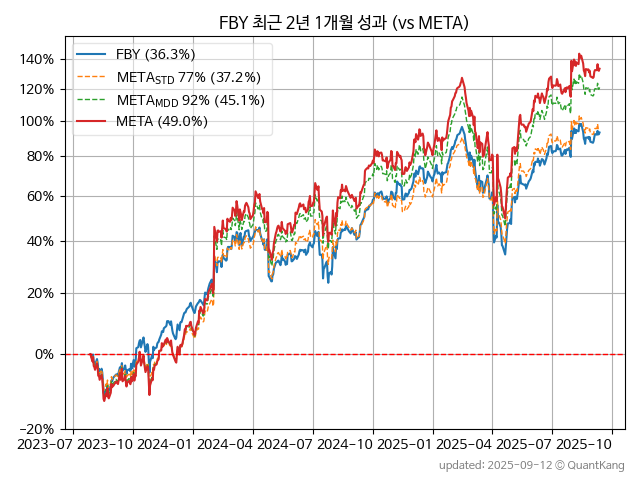 FBY 최근 2년 1개월 성과 (vs META)
FBY (36.3%)
METASTD 77% (37.2%)
METAMDD 92% (45.1%)
META (49.0%)
140%
120%
100%
80%
60%
40%
20%
0%
−20%
2023-07 2023-10 2024-01 2024-04 2024-07 2024-10 2025-01 2025-04 2025-07 2025-10
updated: 2025-09-12 © QuantKang